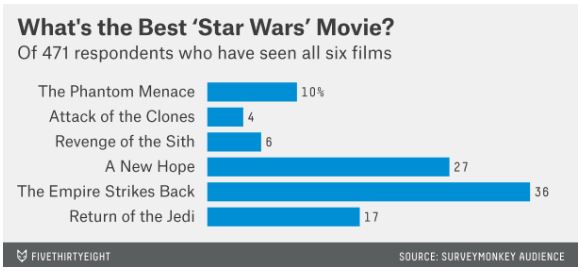 What's the Best ‘Star Wars’ Movie?
Of 471 respondents who have seen all six films
The Phantom Menace 10%
Attack of the Clones 4
Revenge of the Sith 6
A New Hope 27
The Empire Strikes Back 36
Return of the Jedi 17
FIVETHIRTYEIGHT SOURCE: SURVEYMONKEY AUDIENCE